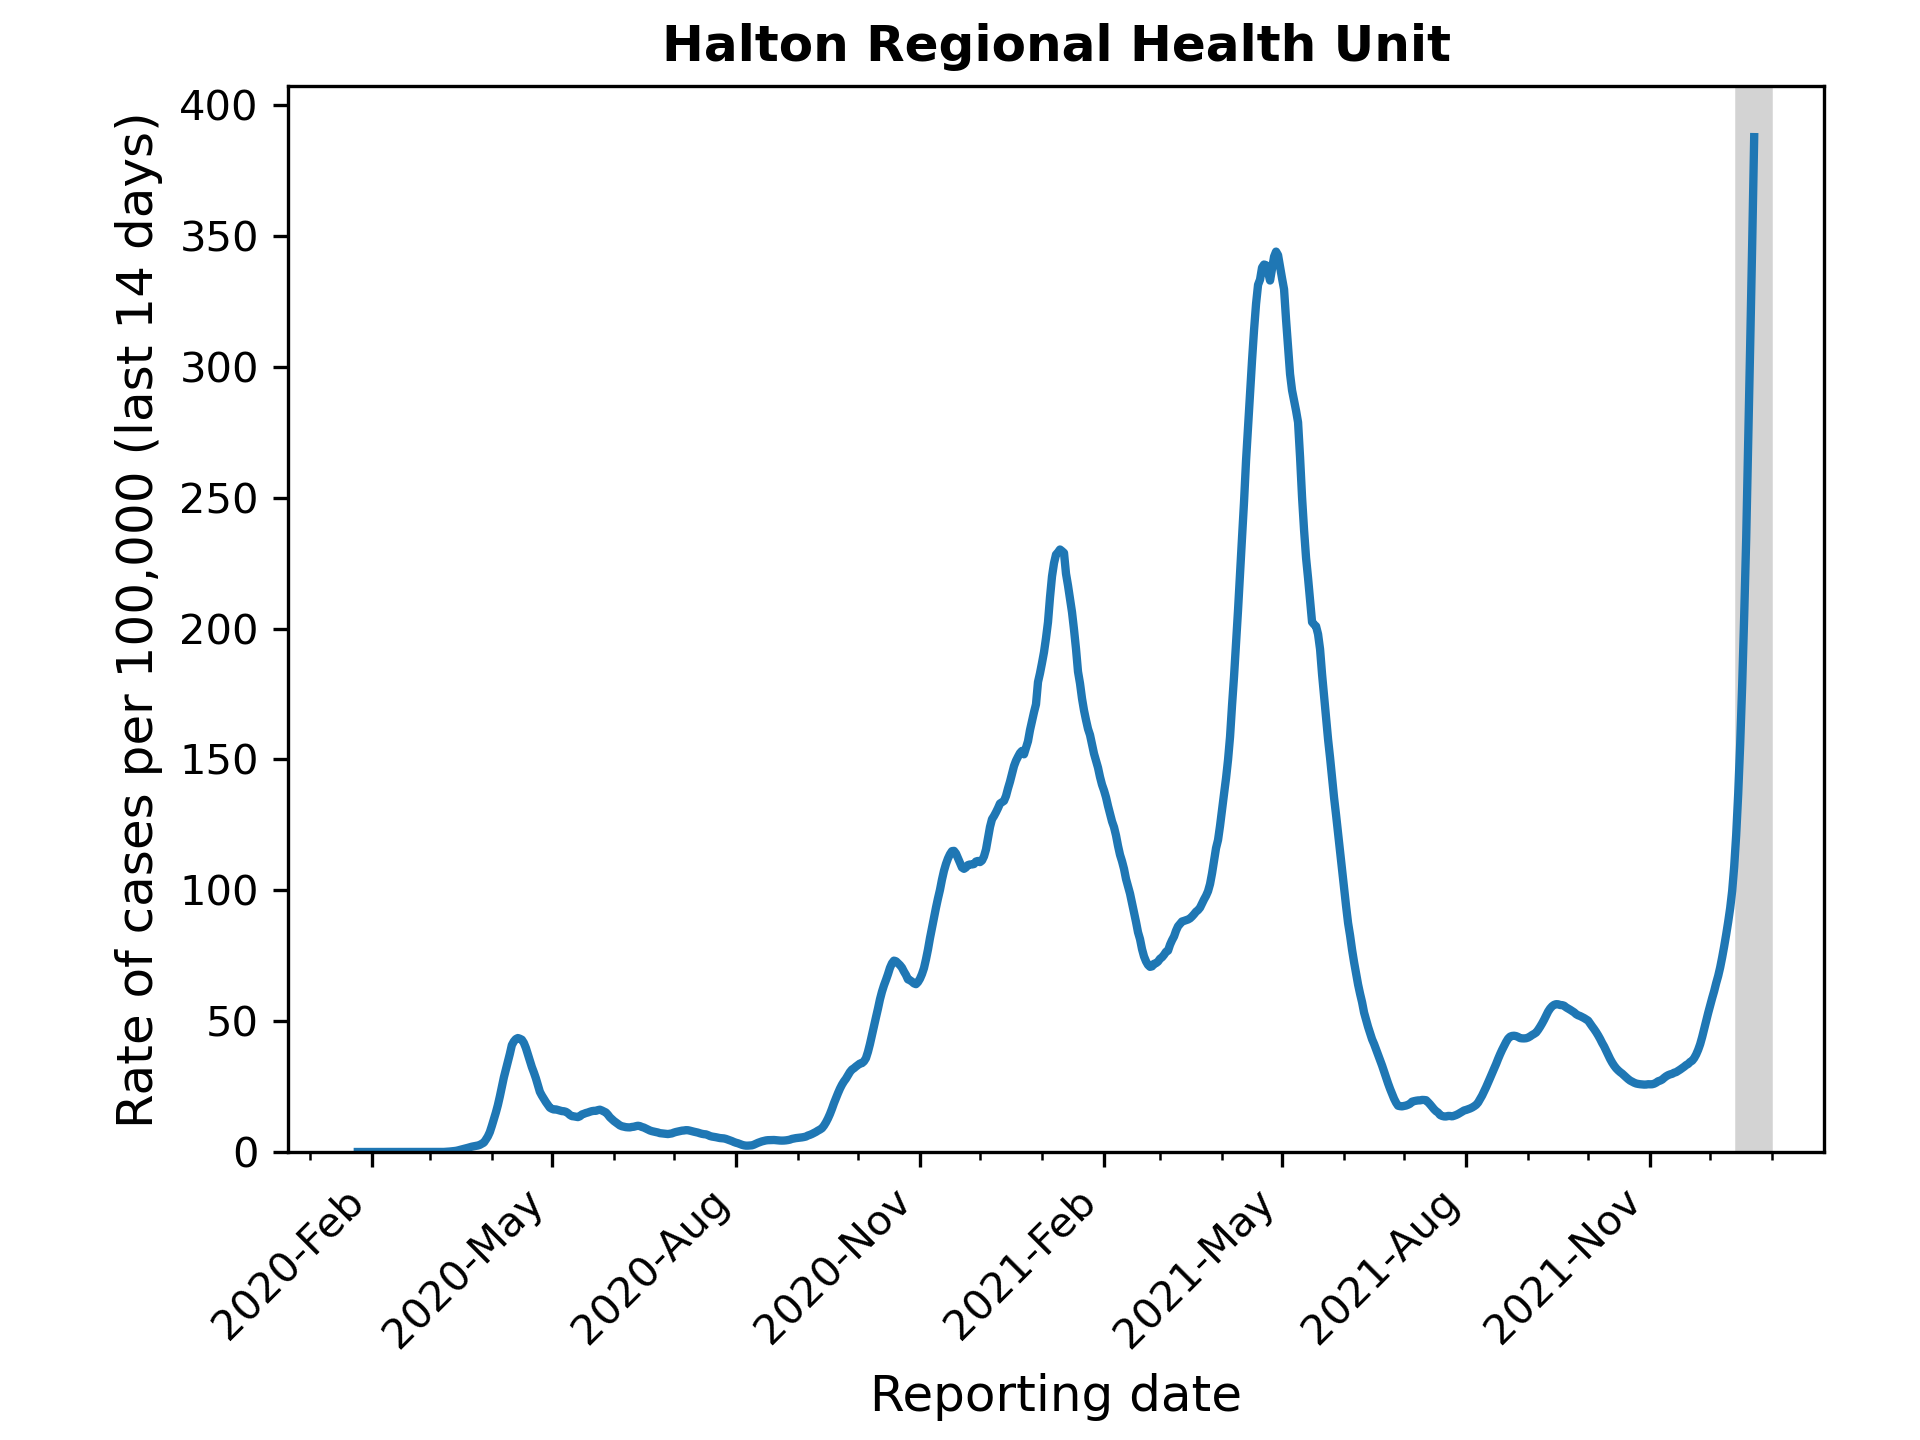 Halton Regional Health Unit
Rate of cases per 100,000 (last 14 days)
400
350
300
250
200
150
100
50
0
2020-Feb
2020-May
2020-Aug
2020-Nov
2021-Feb
2021-May
2021-Aug
2021-Nov
Reporting date